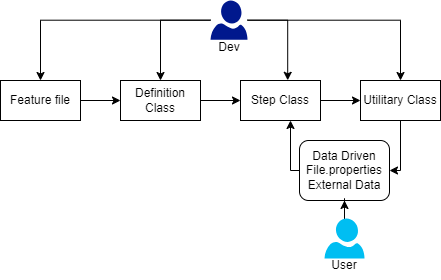 Dev
Feature file
Definition
Class
Step Class
Utilitary Class
Data Driven
File.properties
External Data
User